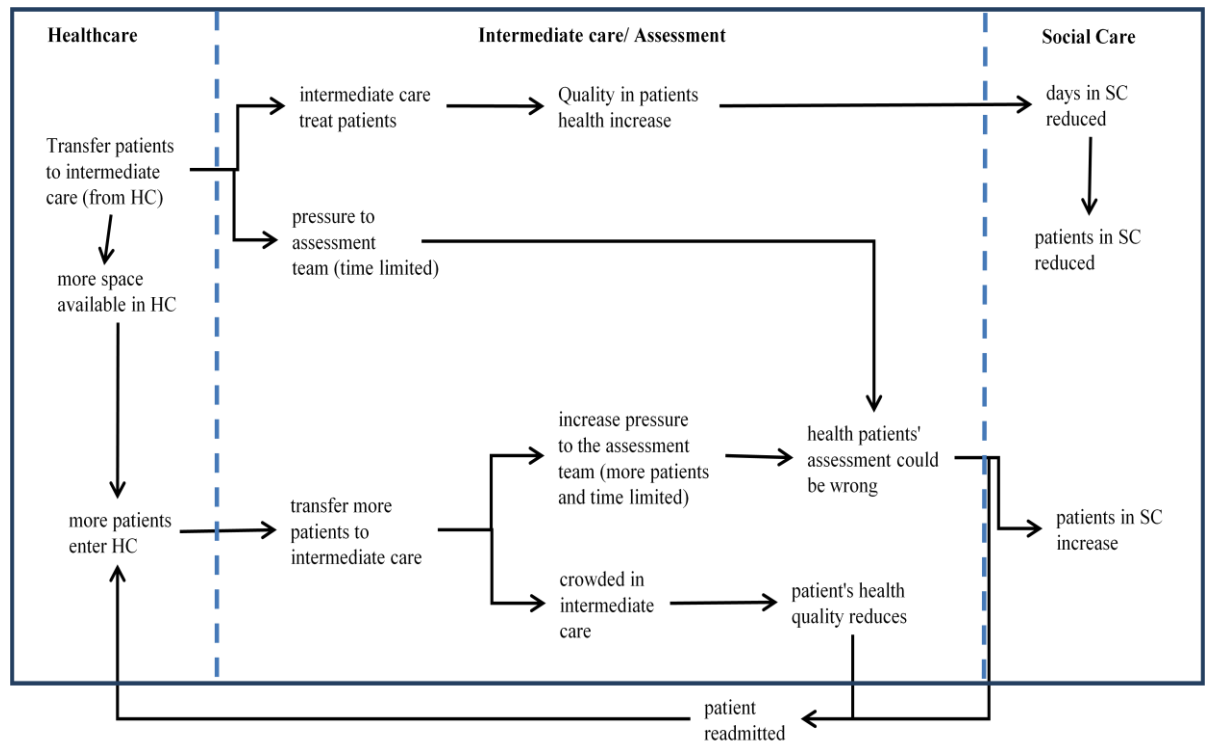 Healthcare
Intermediate care/ Assessment
Social Care
intermediate care
treat patients
Quality in patients
health increase
days in SC
reduced
Transfer patients
to intermediate
care (from HC)
pressure to
assessment
team (time limited)
patients in SC
reduced
more space
available in HC
increase pressure
to the assessment
team (more patients
and time limited)
health patients'
assessment could
be wrong
more patients
enter HC
transfer more
patients to
intermediate care
patients in SC
increase
crowded in
intermediate
care
patient's health
quality reduces
patient
readmitted